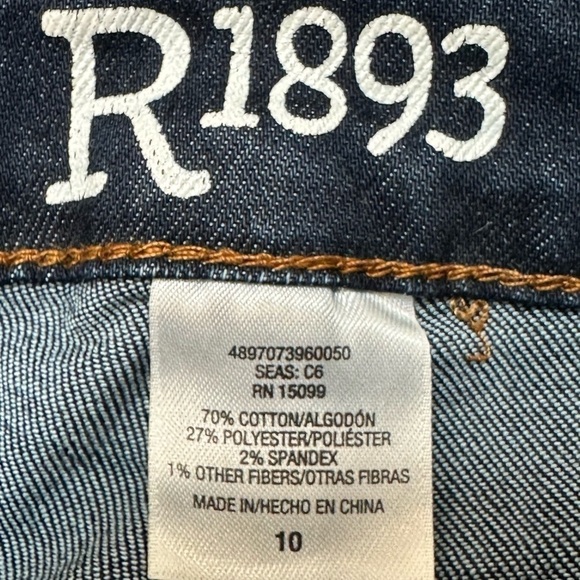 R1893
4897073960050
SEAS: C6
RN 15099
70% COTTON/ALGODÓN
27% POLYESTER/POLIÉSTER
2% SPANDEX
1% OTHER FIBERS/OTRAS FIBRAS
MADE IN/HECHO EN CHINA
10